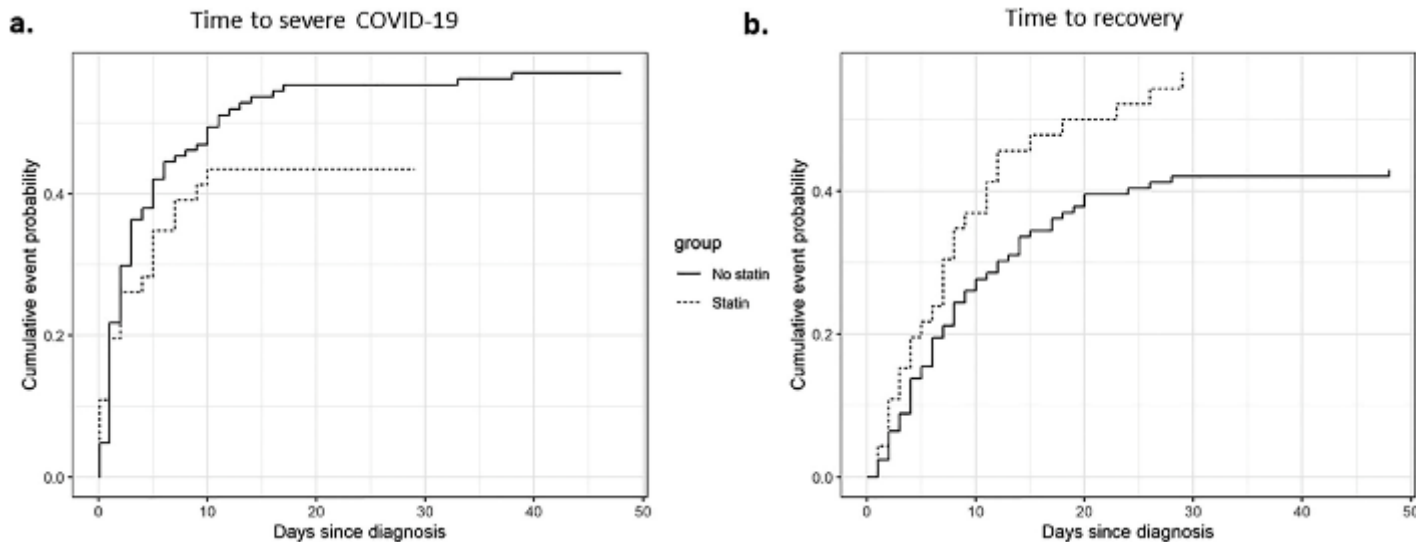 a.
Time to severe COVID-19
Cumulative event probability
0.4
0.2
0.0
0
10
20
30
40
50
Days since diagnosis
group
No statin
Statin
b.
Time to recovery
Cumulative event probability
0.4
0.2
0.0
0
10
20
30
40
50
Days since diagnosis